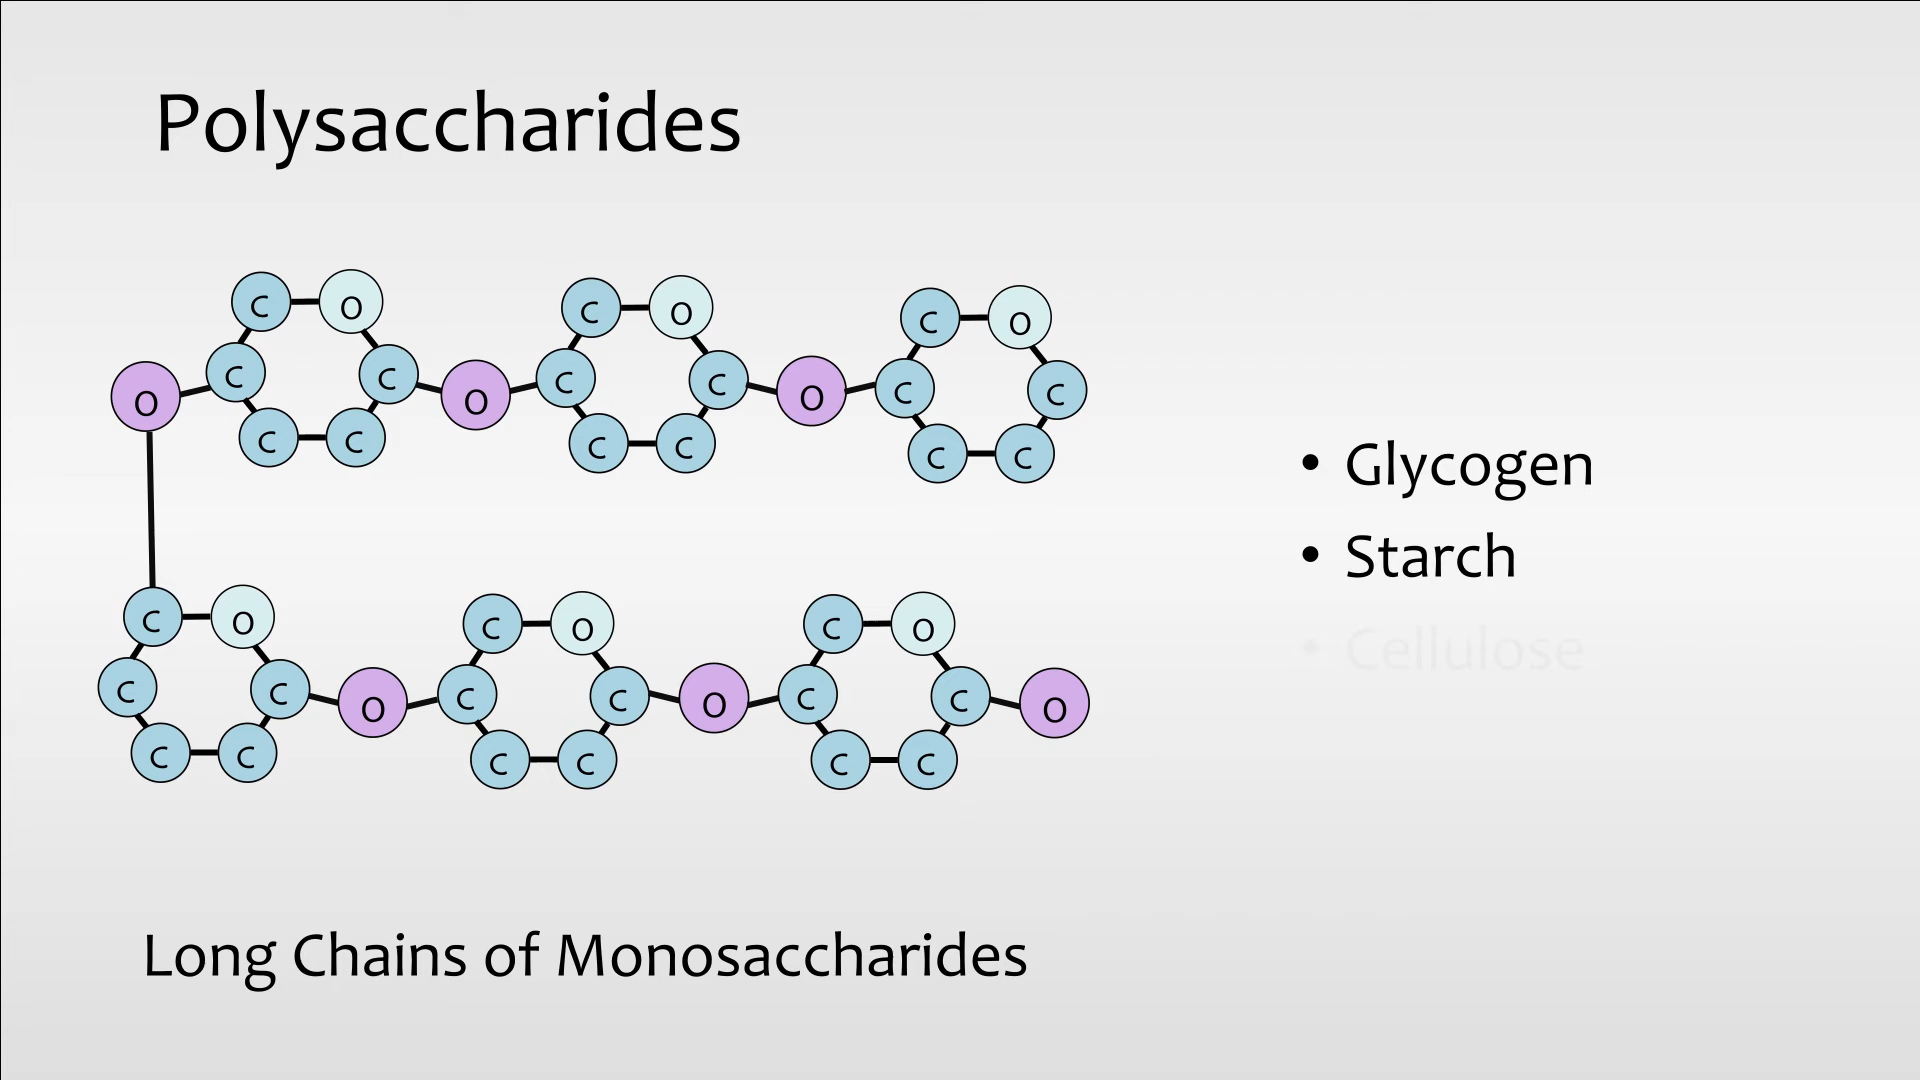 Polysaccharides
C O C O C O
O C C O C C O C C
C C C C C C
• Glycogen
• Starch
• Cellulose
C O C O C O
C C O C C O C C O
C C C C C C
Long Chains of Monosaccharides